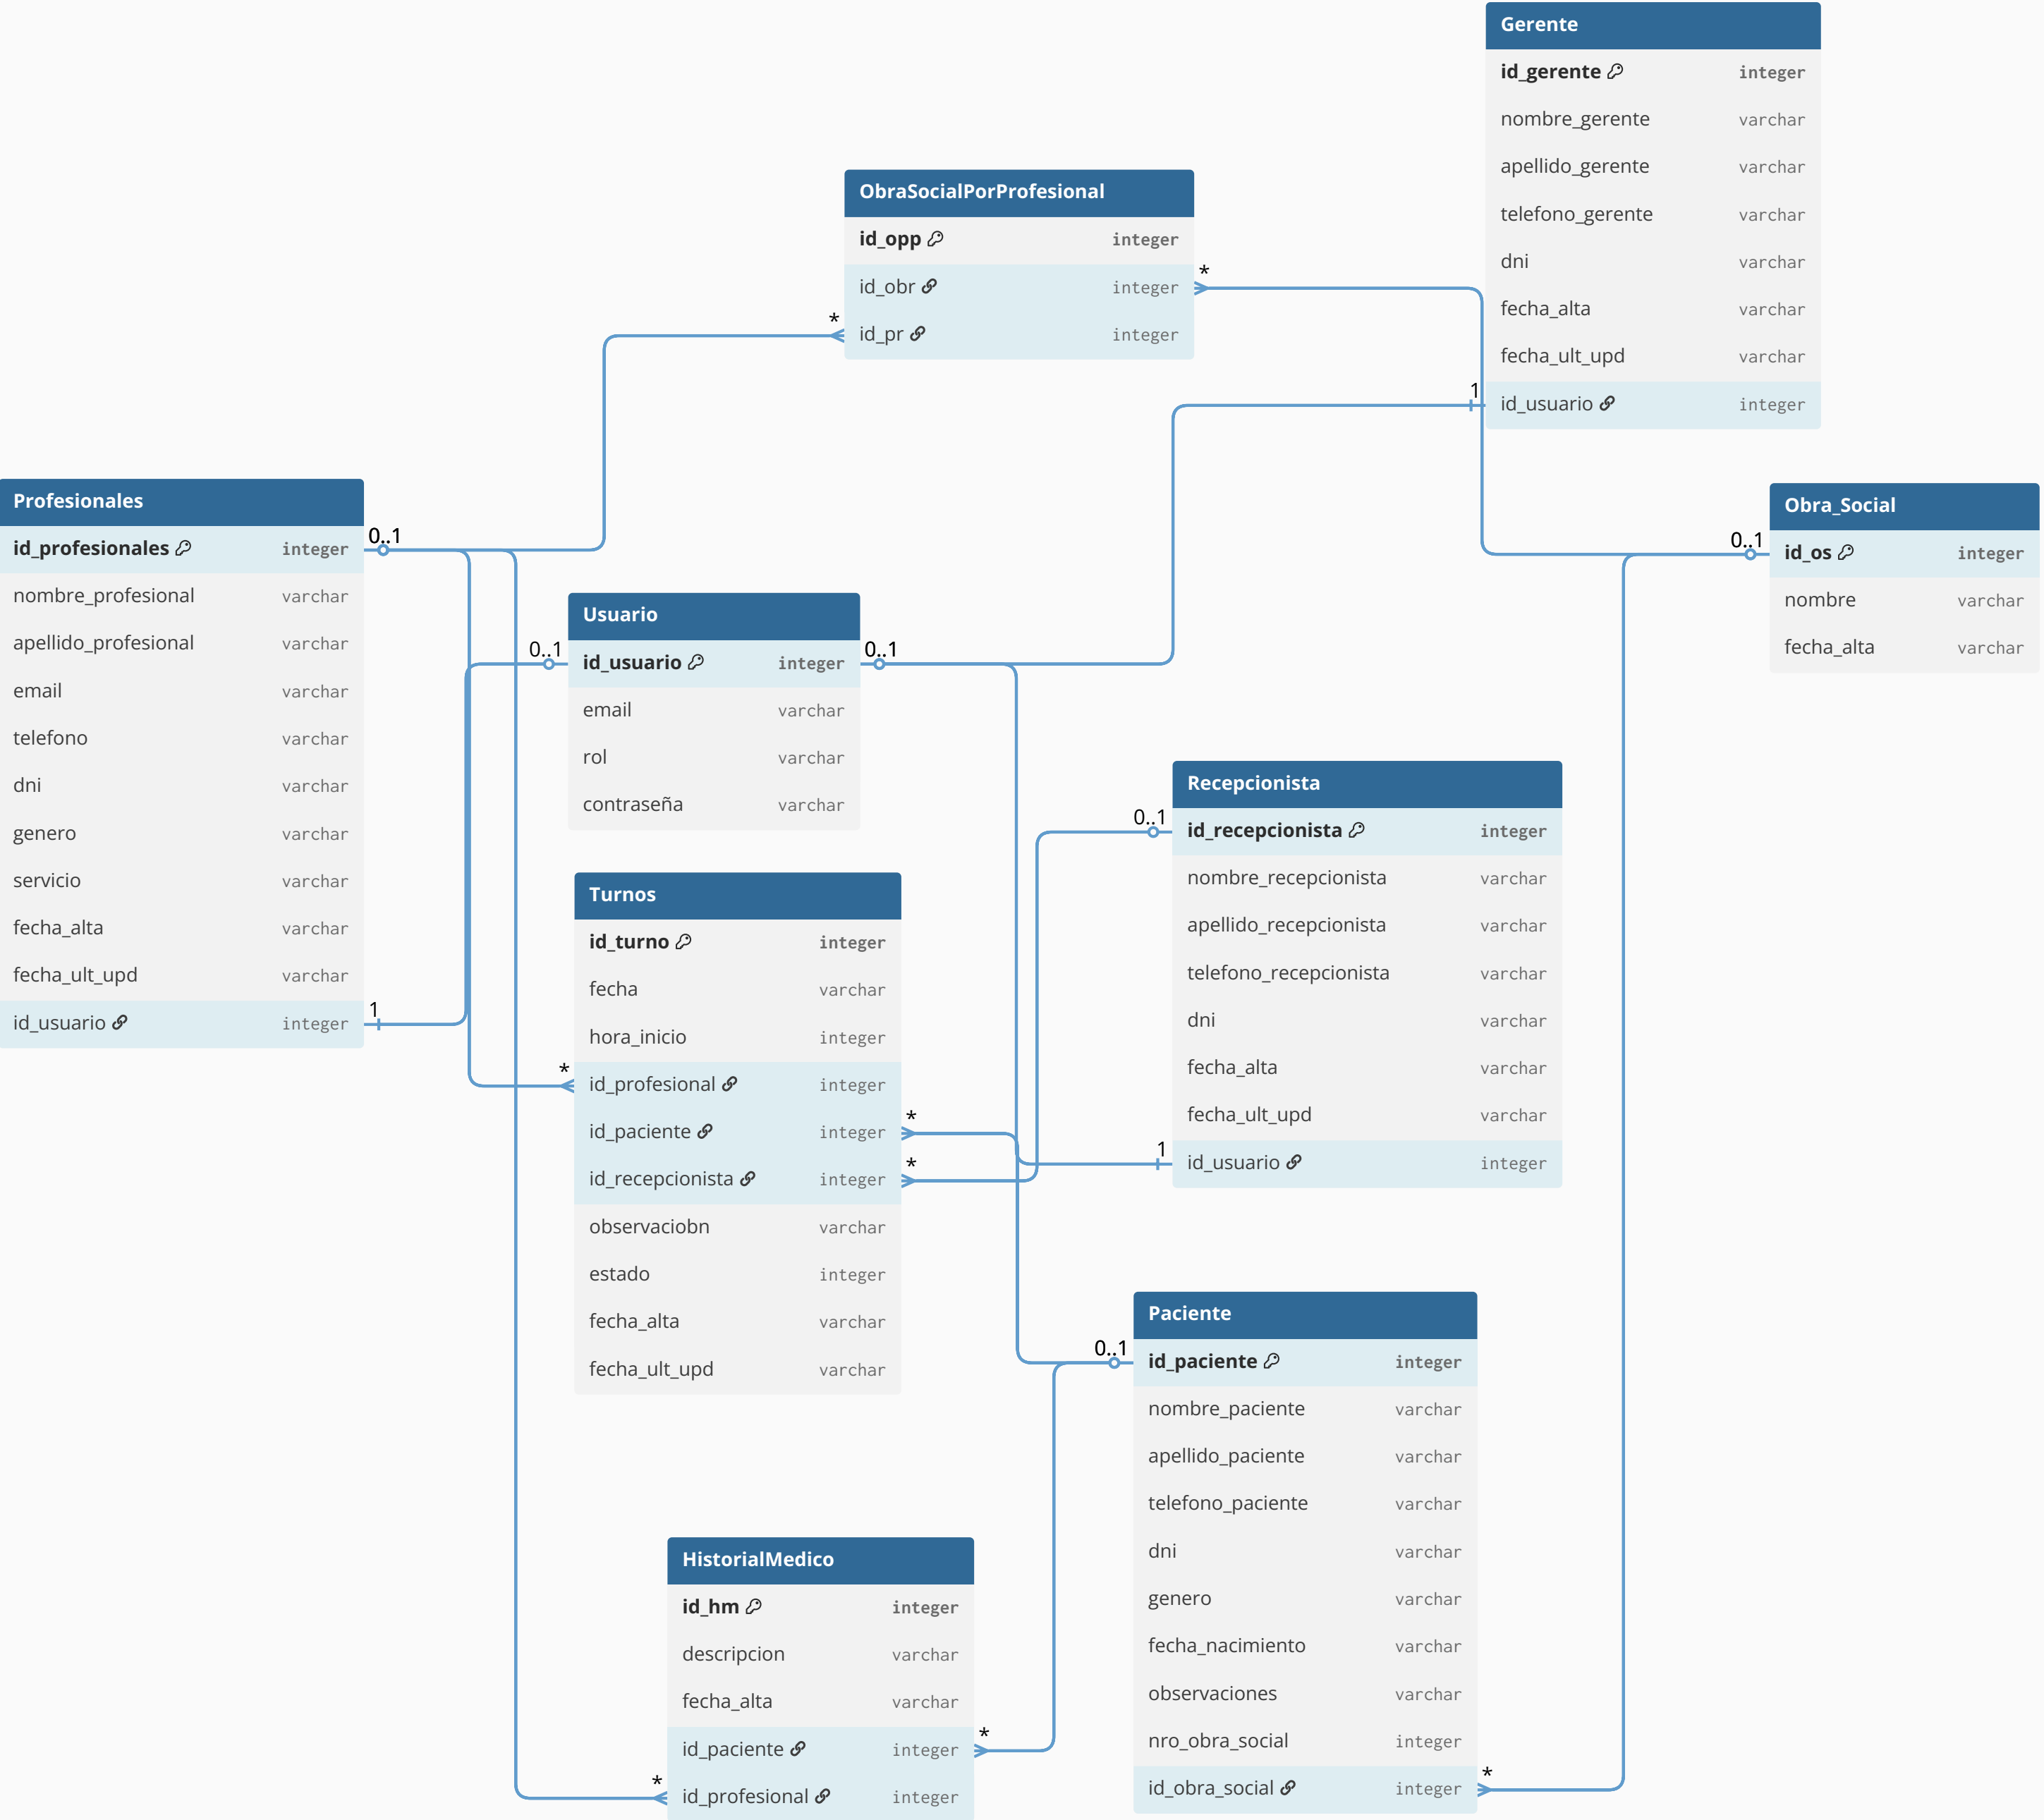 Gerente
id_gerente integer
nombre_gerente varchar
apellido_gerente varchar
telefono_gerente varchar
dni varchar
fecha_alta varchar
fecha_ult_upd varchar
1
id_usuario integer
ObraSocialPorProfesional
id_opp integer
*
id_obr integer
*
id_pr integer
Profesionales
0..1
id_profesionales integer
nombre_profesional varchar
apellido_profesional varchar
email varchar
telefono varchar
dni varchar
genero varchar
servicio varchar
fecha_alta varchar
fecha_ult_upd varchar
1
id_usuario integer
Obra_Social
0..1
id_os integer
nombre varchar
fecha_alta varchar
Usuario
0..1 0..1
id_usuario integer
email varchar
rol varchar
contraseña varchar
Recepcionista
0..1
id_recepcionista integer
nombre_recepcionista varchar
apellido_recepcionista varchar
telefono_recepcionista varchar
dni varchar
fecha_alta varchar
fecha_ult_upd varchar
1
id_usuario integer
Turnos
id_turno integer
fecha varchar
hora_inicio integer
*
id_profesional integer
*
id_paciente integer
*
id_recepcionista integer
observaciobn varchar
estado integer
fecha_alta varchar
fecha_ult_upd varchar
Paciente
0..1
id_paciente integer
nombre_paciente varchar
apellido_paciente varchar
telefono_paciente varchar
dni varchar
genero varchar
fecha_nacimiento varchar
observaciones varchar
nro_obra_social integer
*
id_obra_social integer
HistorialMedico
id_hm integer
descripcion varchar
fecha_alta varchar
*
id_paciente integer
*
id_profesional integer